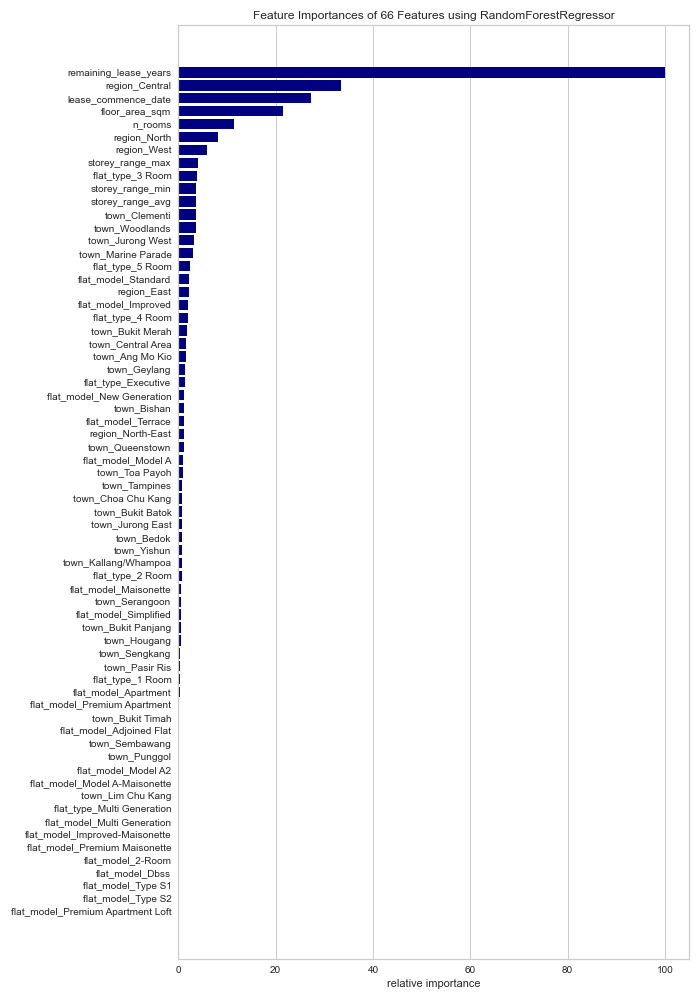 Feature Importances of 66 Features using RandomForestRegressor
remaining_lease_years
region_Central
lease_commence_date
floor_area_sqm
n_rooms
region_North
region_West
storey_range_max
flat_type_3 Room
storey_range_min
storey_range_avg
town_Clementi
town_Woodlands
town_Jurong West
town_Marine Parade
flat_type_5 Room
flat_model_Standard
region_East
flat_model_Improved
flat_type_4 Room
town_Bukit Merah
town_Central Area
town_Ang Mo Kio
town_Geylang
flat_type_Executive
flat_model_New Generation
town_Bishan
flat_model_Terrace
region_North-East
town_Queenstown
flat_model_Model A
town_Toa Payoh
town_Tampines
town_Choa Chu Kang
town_Bukit Batok
town_Jurong East
town_Bedok
town_Yishun
town_Kallang/Whampoa
flat_type_2 Room
flat_model_Maisonette
town_Serangoon
flat_model_Simplified
town_Bukit Panjang
town_Hougang
town_Sengkang
town_Pasir Ris
flat_type_1 Room
flat_model_Apartment
flat_model_Premium Apartment
town_Bukit Timah
flat_model_Adjoined Flat
town_Sembawang
town_Punggol
flat_model_Model A2
flat_model_Model A-Maisonette
town_Lim Chu Kang
flat_type_Multi Generation
flat_model_Multi Generation
flat_model_Improved-Maisonette
flat_model_Premium Maisonette
flat_model_2-Room
flat_model_Dbss
flat_model_Type S1
flat_model_Type S2
flat_model_Premium Apartment Loft
0 20 40 60 80 100
relative importance